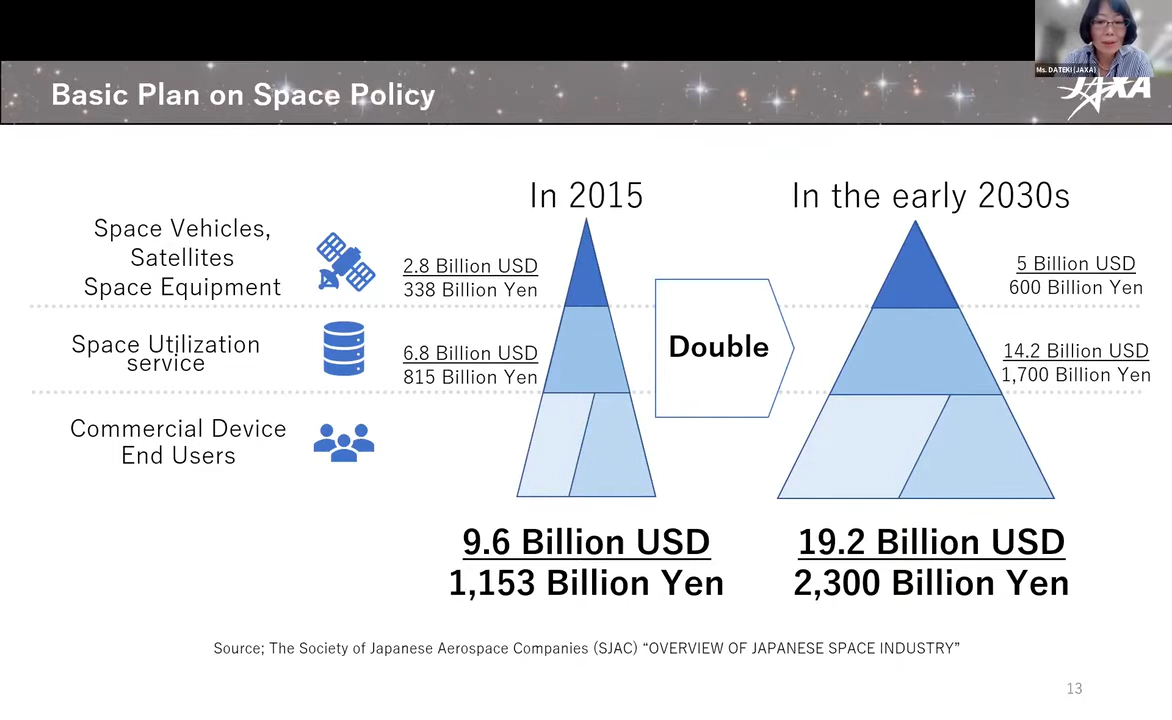 Ms. DATEKI (JAXA)
Basic Plan on Space Policy
JAXA
In 2015
In the early 2030s
Space Vehicles,
Satellites
Space Equipment
2.8 Billion USD
338 Billion Yen
5 Billion USD
600 Billion Yen
Space Utilization
service
6.8 Billion USD
815 Billion Yen
Double
14.2 Billion USD
1,700 Billion Yen
Commercial Device
End Users
9.6 Billion USD
1,153 Billion Yen
19.2 Billion USD
2,300 Billion Yen
Source; The Society of Japanese Aerospace Companies (SJAC) “OVERVIEW OF JAPANESE SPACE INDUSTRY”
13